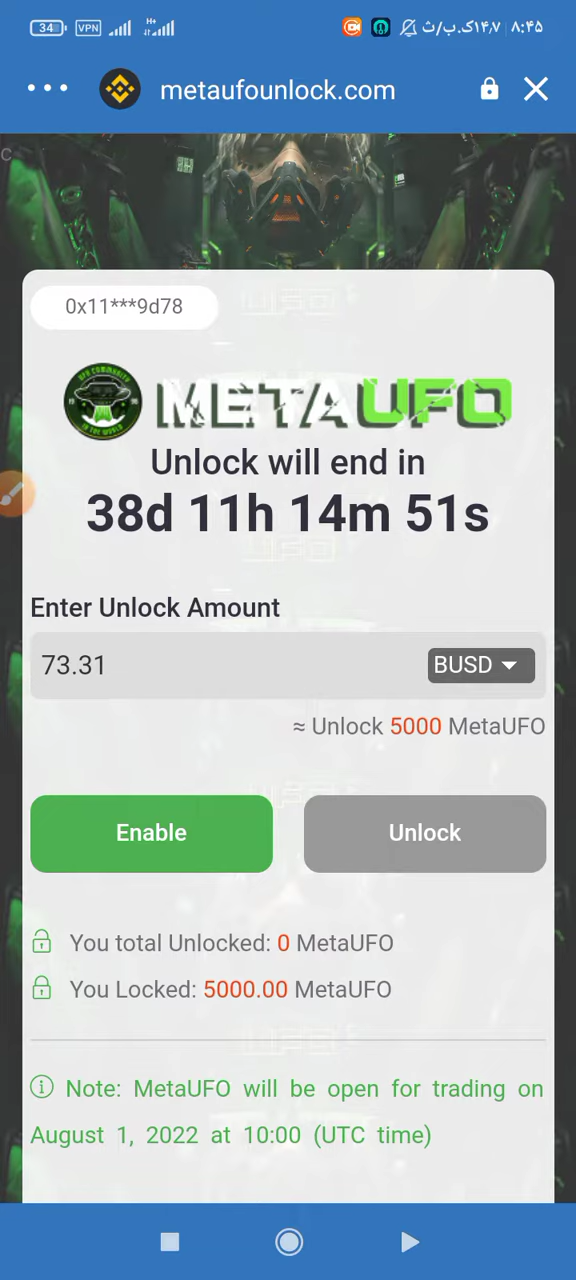 34 VPN H+ ۱۴٫۷ک.ب/ث | ۸:۴۵
metaufounlock.com
0x11***9d78
METAUFO
Unlock will end in
38d 11h 14m 51s
Enter Unlock Amount
73.31 BUSD
≈ Unlock 5000 MetaUFO
Enable Unlock
You total Unlocked: 0 MetaUFO
You Locked: 5000.00 MetaUFO
Note: MetaUFO will be open for trading on
August 1, 2022 at 10:00 (UTC time)